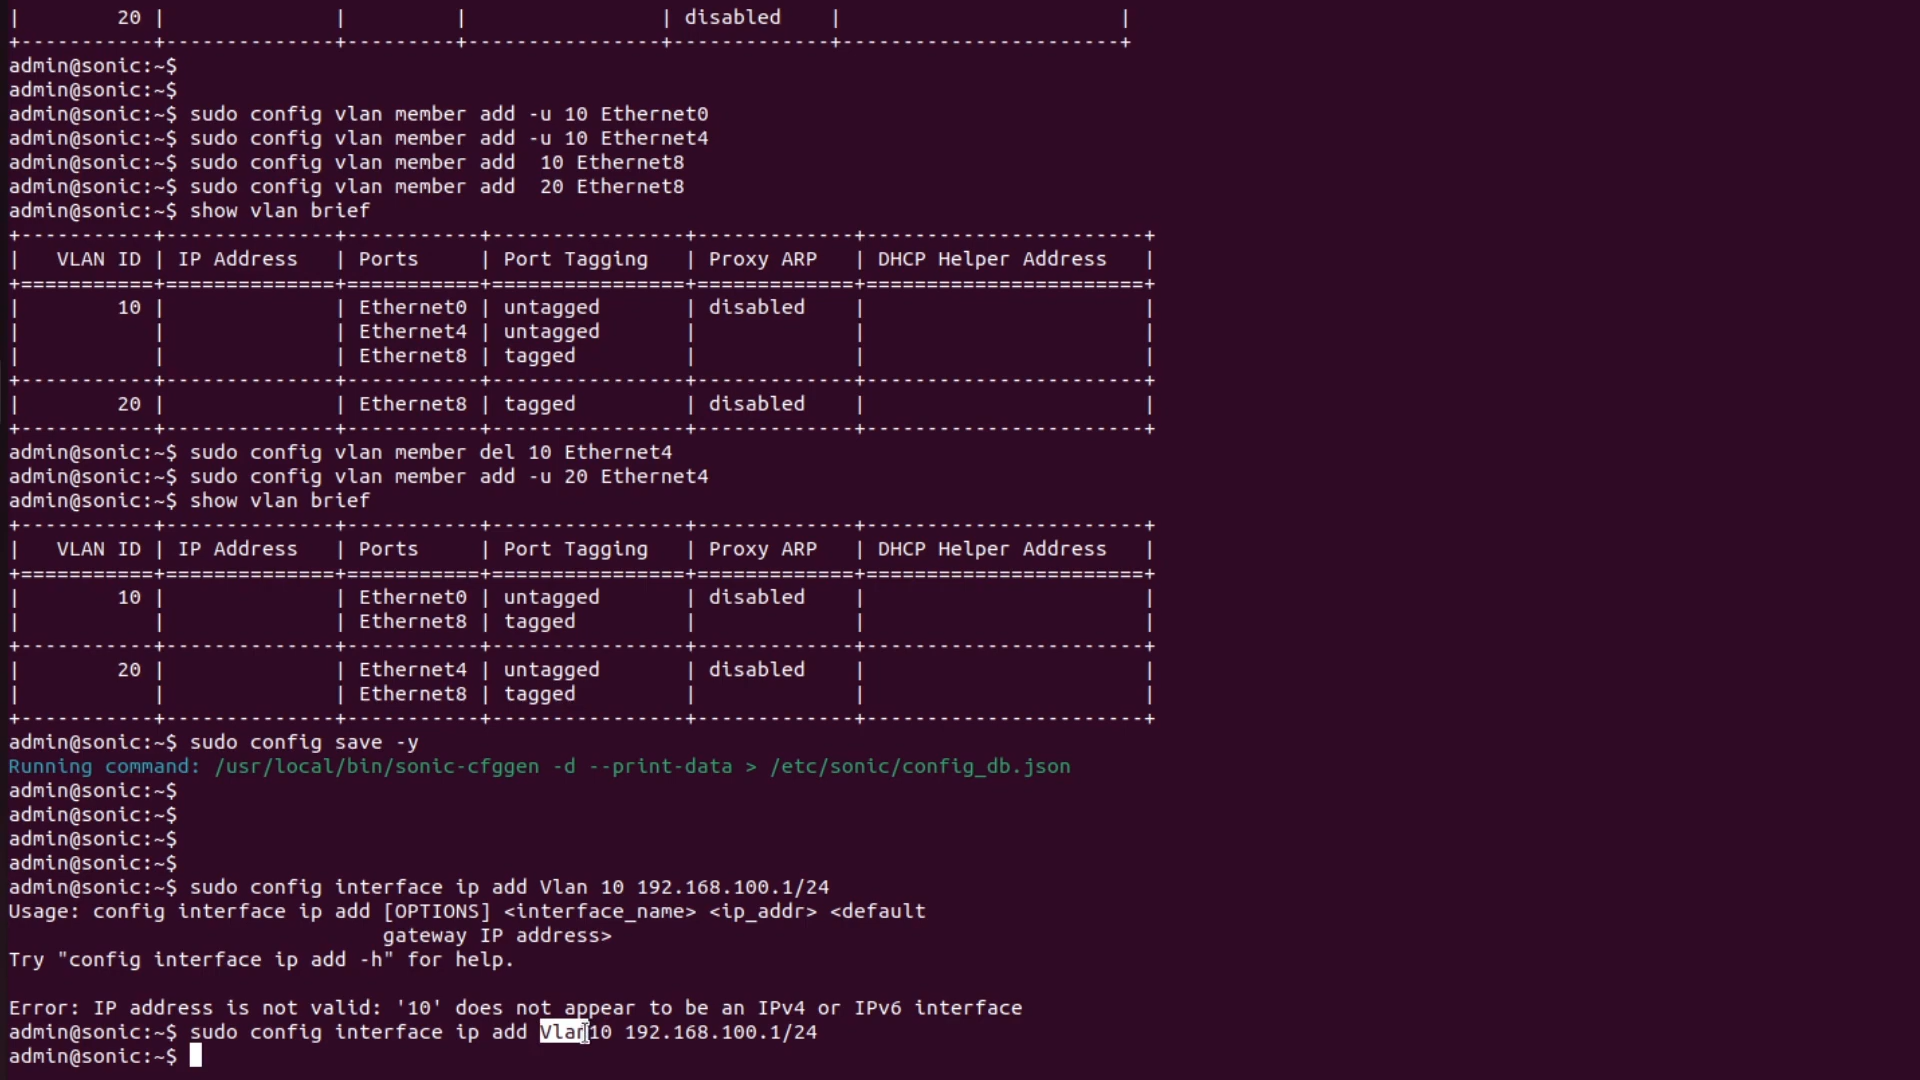 |        20 |              |         |                | disabled    |                       |
+-----------+--------------+---------+----------------+-------------+-----------------------+
admin@sonic:~$
admin@sonic:~$
admin@sonic:~$ sudo config vlan member add -u 10 Ethernet0
admin@sonic:~$ sudo config vlan member add -u 10 Ethernet4
admin@sonic:~$ sudo config vlan member add  10 Ethernet8
admin@sonic:~$ sudo config vlan member add  20 Ethernet8
admin@sonic:~$ show vlan brief
+-----------+--------------+-----------+----------------+-------------+-----------------------+
|   VLAN ID | IP Address   | Ports     | Port Tagging   | Proxy ARP   | DHCP Helper Address   |
+===========+==============+===========+================+=============+=======================+
|        10 |              | Ethernet0 | untagged       | disabled    |                       |
|           |              | Ethernet4 | untagged       |             |                       |
|           |              | Ethernet8 | tagged         |             |                       |
+-----------+--------------+-----------+----------------+-------------+-----------------------+
|        20 |              | Ethernet8 | tagged         | disabled    |                       |
+-----------+--------------+-----------+----------------+-------------+-----------------------+
admin@sonic:~$ sudo config vlan member del 10 Ethernet4
admin@sonic:~$ sudo config vlan member add -u 20 Ethernet4
admin@sonic:~$ show vlan brief
+-----------+--------------+-----------+----------------+-------------+-----------------------+
|   VLAN ID | IP Address   | Ports     | Port Tagging   | Proxy ARP   | DHCP Helper Address   |
+===========+==============+===========+================+=============+=======================+
|        10 |              | Ethernet0 | untagged       | disabled    |                       |
|           |              | Ethernet8 | tagged         |             |                       |
+-----------+--------------+-----------+----------------+-------------+-----------------------+
|        20 |              | Ethernet4 | untagged       | disabled    |                       |
|           |              | Ethernet8 | tagged         |             |                       |
+-----------+--------------+-----------+----------------+-------------+-----------------------+
admin@sonic:~$ sudo config save -y
Running command: /usr/local/bin/sonic-cfggen -d --print-data > /etc/sonic/config_db.json
admin@sonic:~$
admin@sonic:~$
admin@sonic:~$
admin@sonic:~$
admin@sonic:~$ sudo config interface ip add Vlan 10 192.168.100.1/24
Usage: config interface ip add [OPTIONS] <interface_name> <ip_addr> <default
                               gateway IP address>
Try "config interface ip add -h" for help.

Error: IP address is not valid: '10' does not appear to be an IPv4 or IPv6 interface
admin@sonic:~$ sudo config interface ip add Vlan10 192.168.100.1/24
admin@sonic:~$